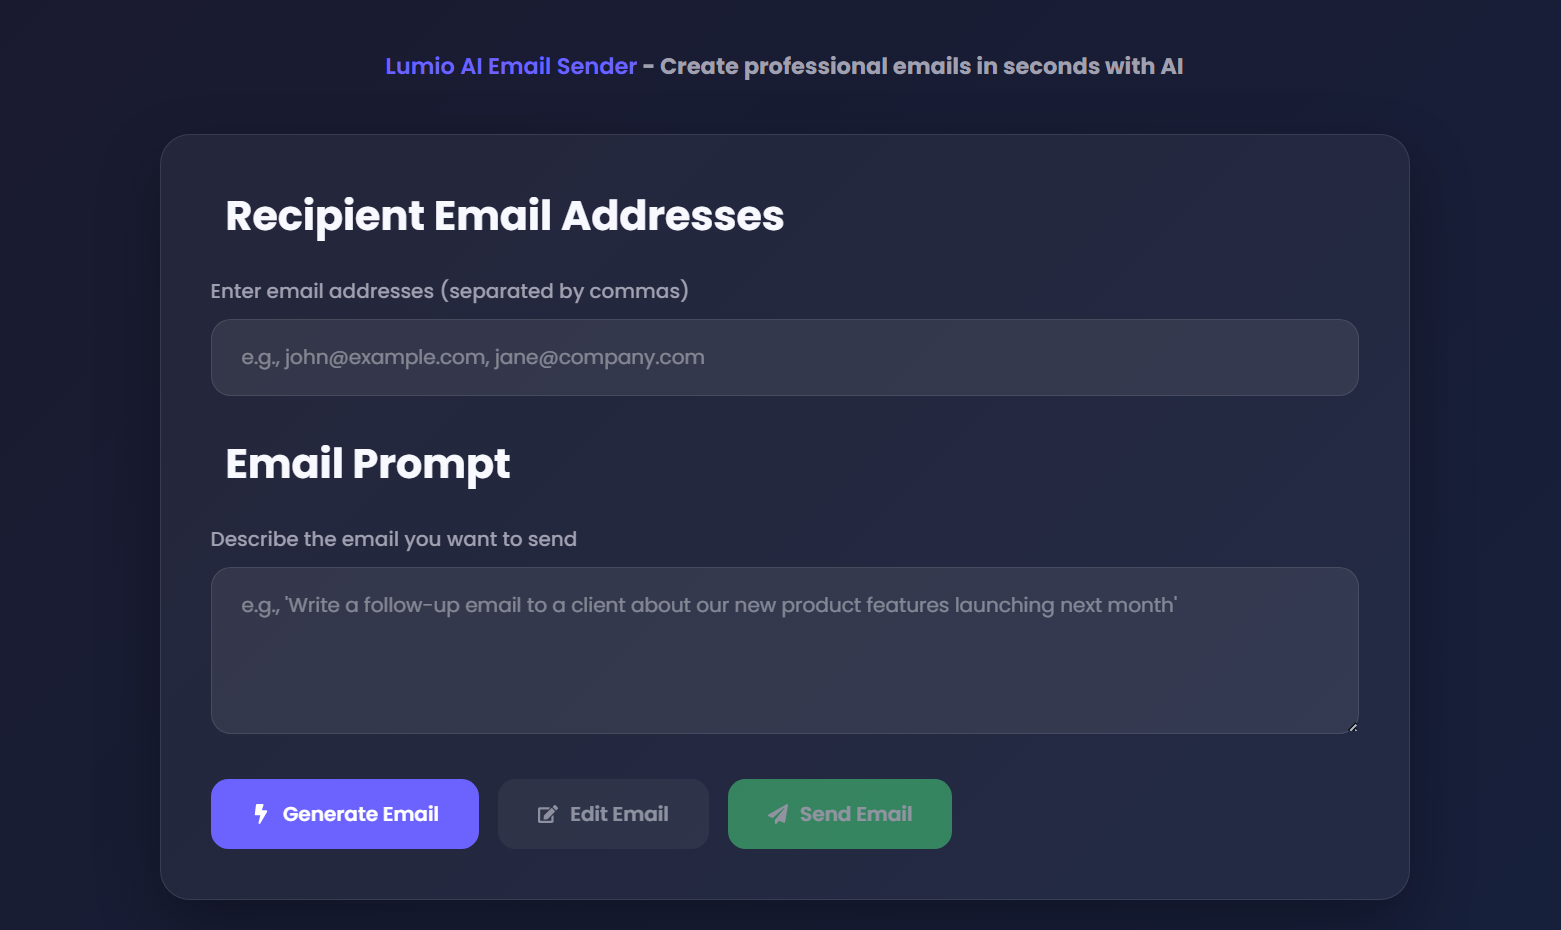 Lumio AI Email Sender - Create professional emails in seconds with AI
Recipient Email Addresses
Enter email addresses (separated by commas)
e.g., john@example.com, jane@company.com
Email Prompt
Describe the email you want to send
e.g., 'Write a follow-up email to a client about our new product features launching next month'
Generate Email
Edit Email
Send Email